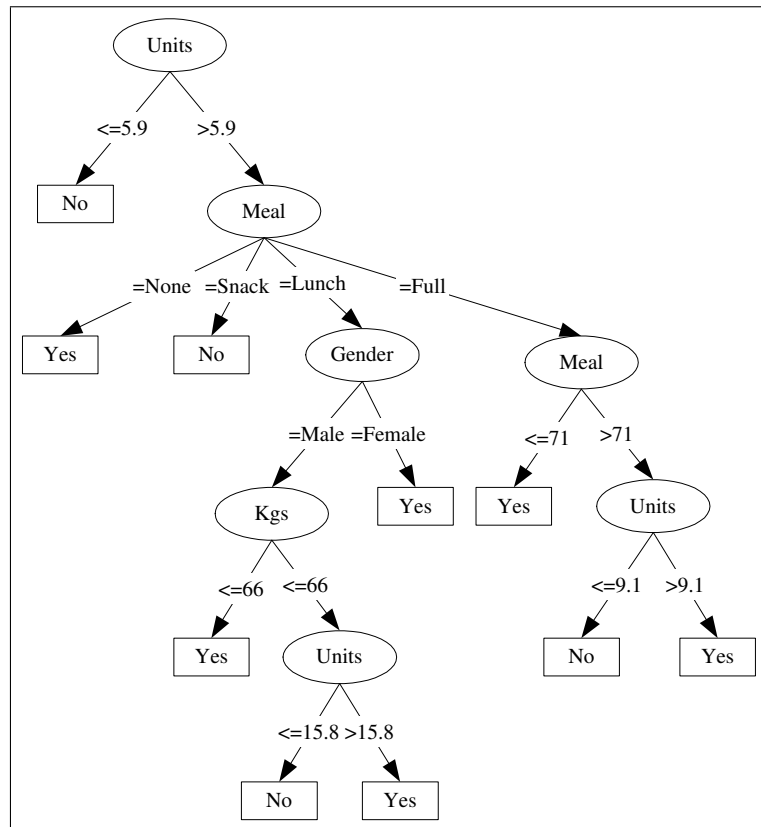 Units
<=5.9
>5.9
No
Meal
=None
=Snack
=Lunch
=Full
Yes
No
Gender
Meal
=Male
=Female
<=71
>71
Kgs
Yes
Yes
Units
<=66
<=66
<=9.1
>9.1
Yes
Units
No
Yes
<=15.8
>15.8
No
Yes